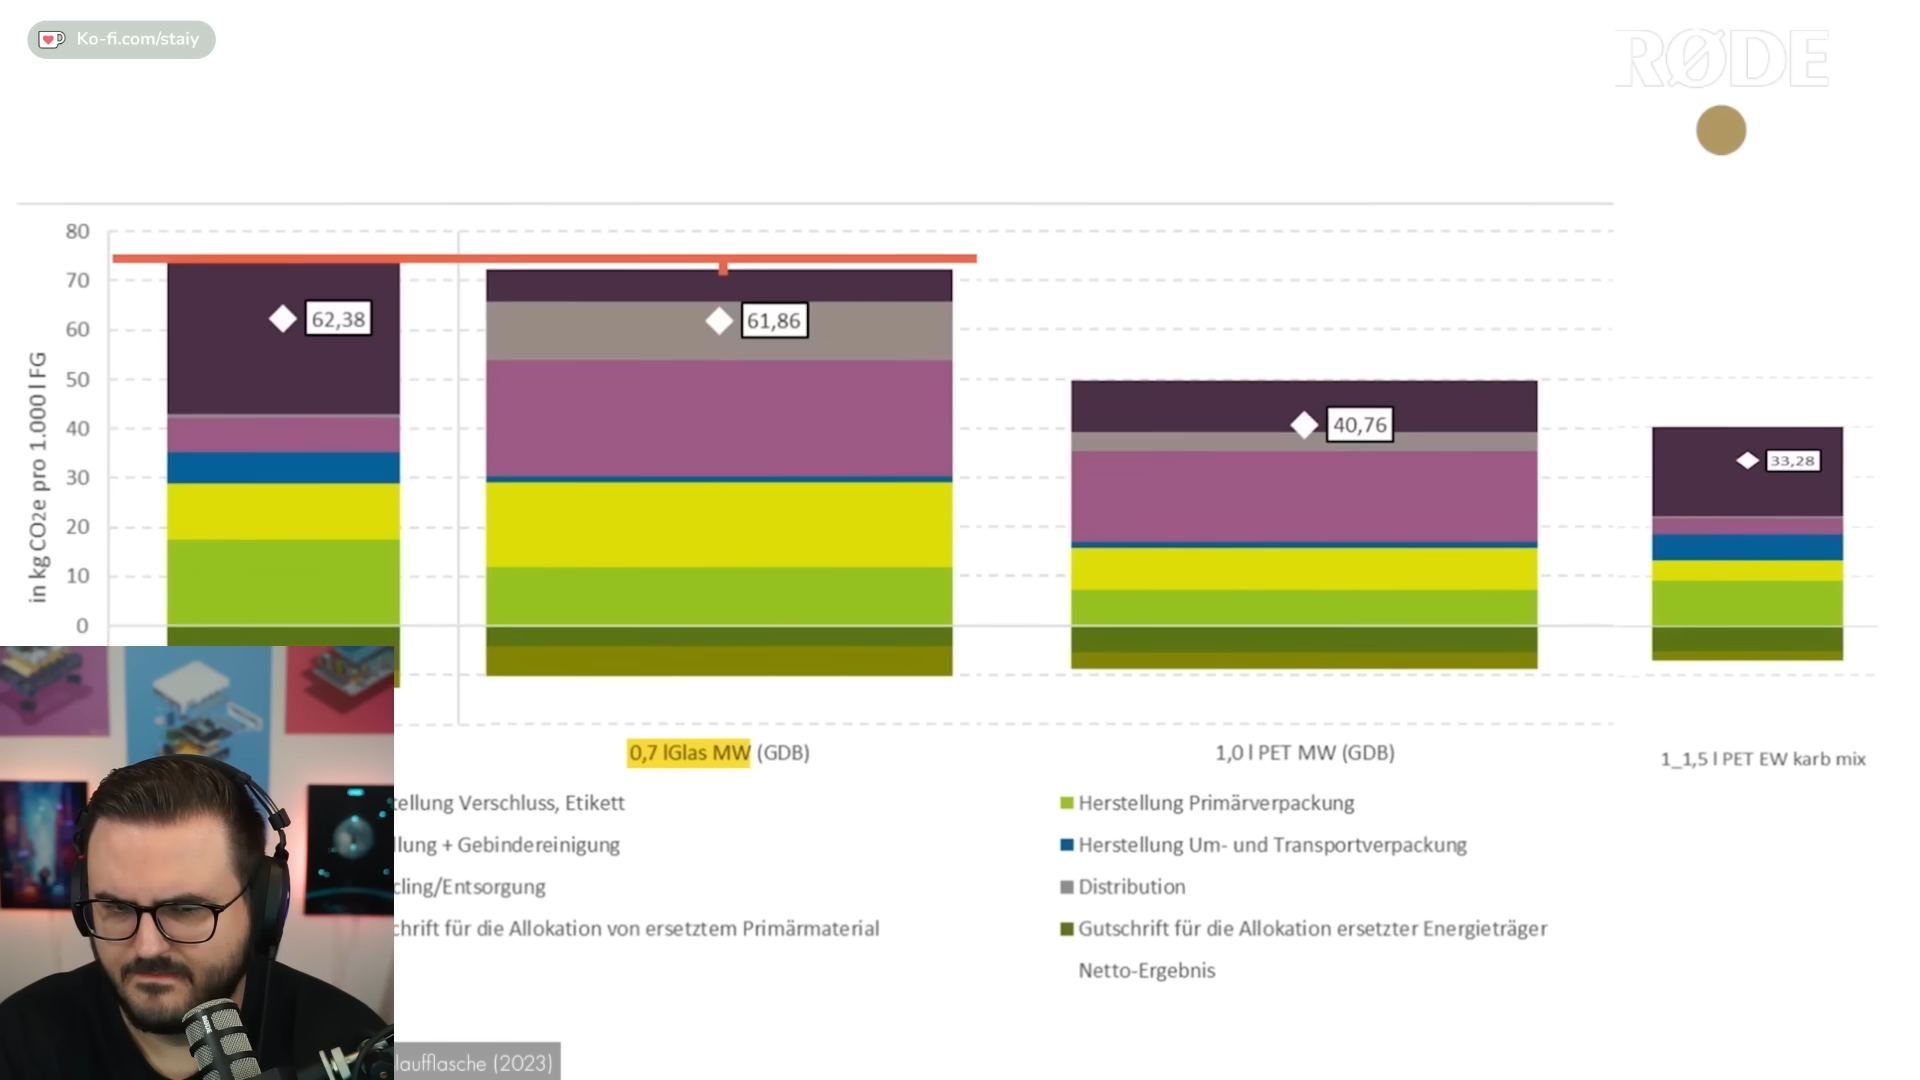 Ko-fi.com/staiy
RØDE
80
70
60
50
40
30
20
10
0
in kg CO2e pro 1.000 l FG
62,38
61,86
40,76
33,28
0,7 lGlas MW (GDB)
1,0 l PET MW (GDB)
1_1,5 l PET EW karb mix
tellung Verschluss, Etikett
Herstellung Primärverpackung
llung + Gebindereinigung
Herstellung Um- und Transportverpackung
cling/Entsorgung
Distribution
chrift für die Allokation von ersetztem Primärmaterial
Gutschrift für die Allokation ersetzter Energieträger
Netto-Ergebnis
laufflasche (2023)
RØDE